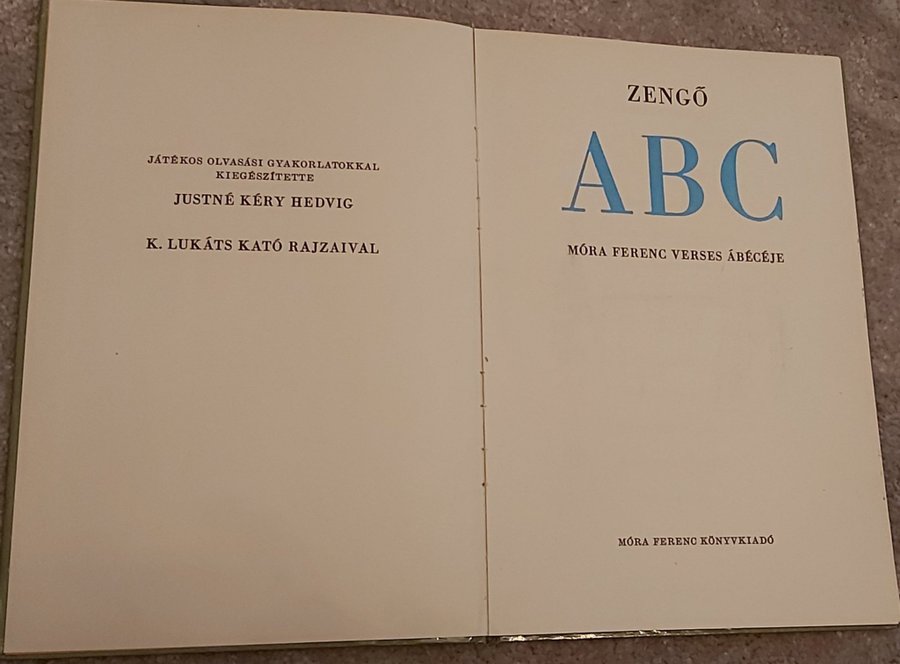 JÁTÉKOS OLVASÁSI GYAKORLATOKKAL
KIEGÉSZÍTETTE
JUSTNÉ KÉRY HEDVIG
K. LUKÁTS KATÓ RAJZAIVAL
ZENGŐ
ABC
MÓRA FERENC VERSES ÁBÉCÉJE
MÓRA FERENC KÖNYVKIADÓ